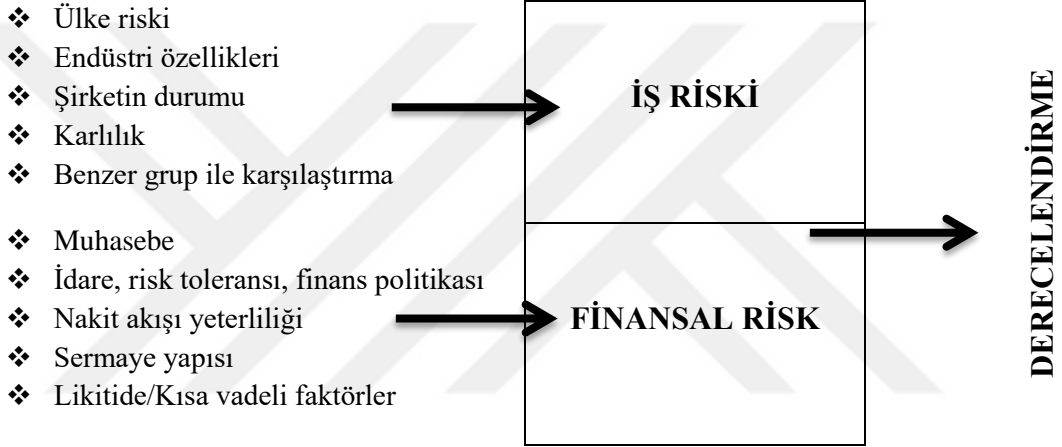 ❖ Ülke riski
❖ Endüstri özellikleri
❖ Şirketin durumu
❖ Karlılık
❖ Benzer grup ile karşılaştırma
İŞ RİSKİ
❖ Muhasebe
❖ İdare, risk toleransı, finans politikası
❖ Nakit akışı yeterliliği
❖ Sermaye yapısı
❖ Likitide/Kısa vadeli faktörler
FİNANSAL RİSK
DERECELENDİRME